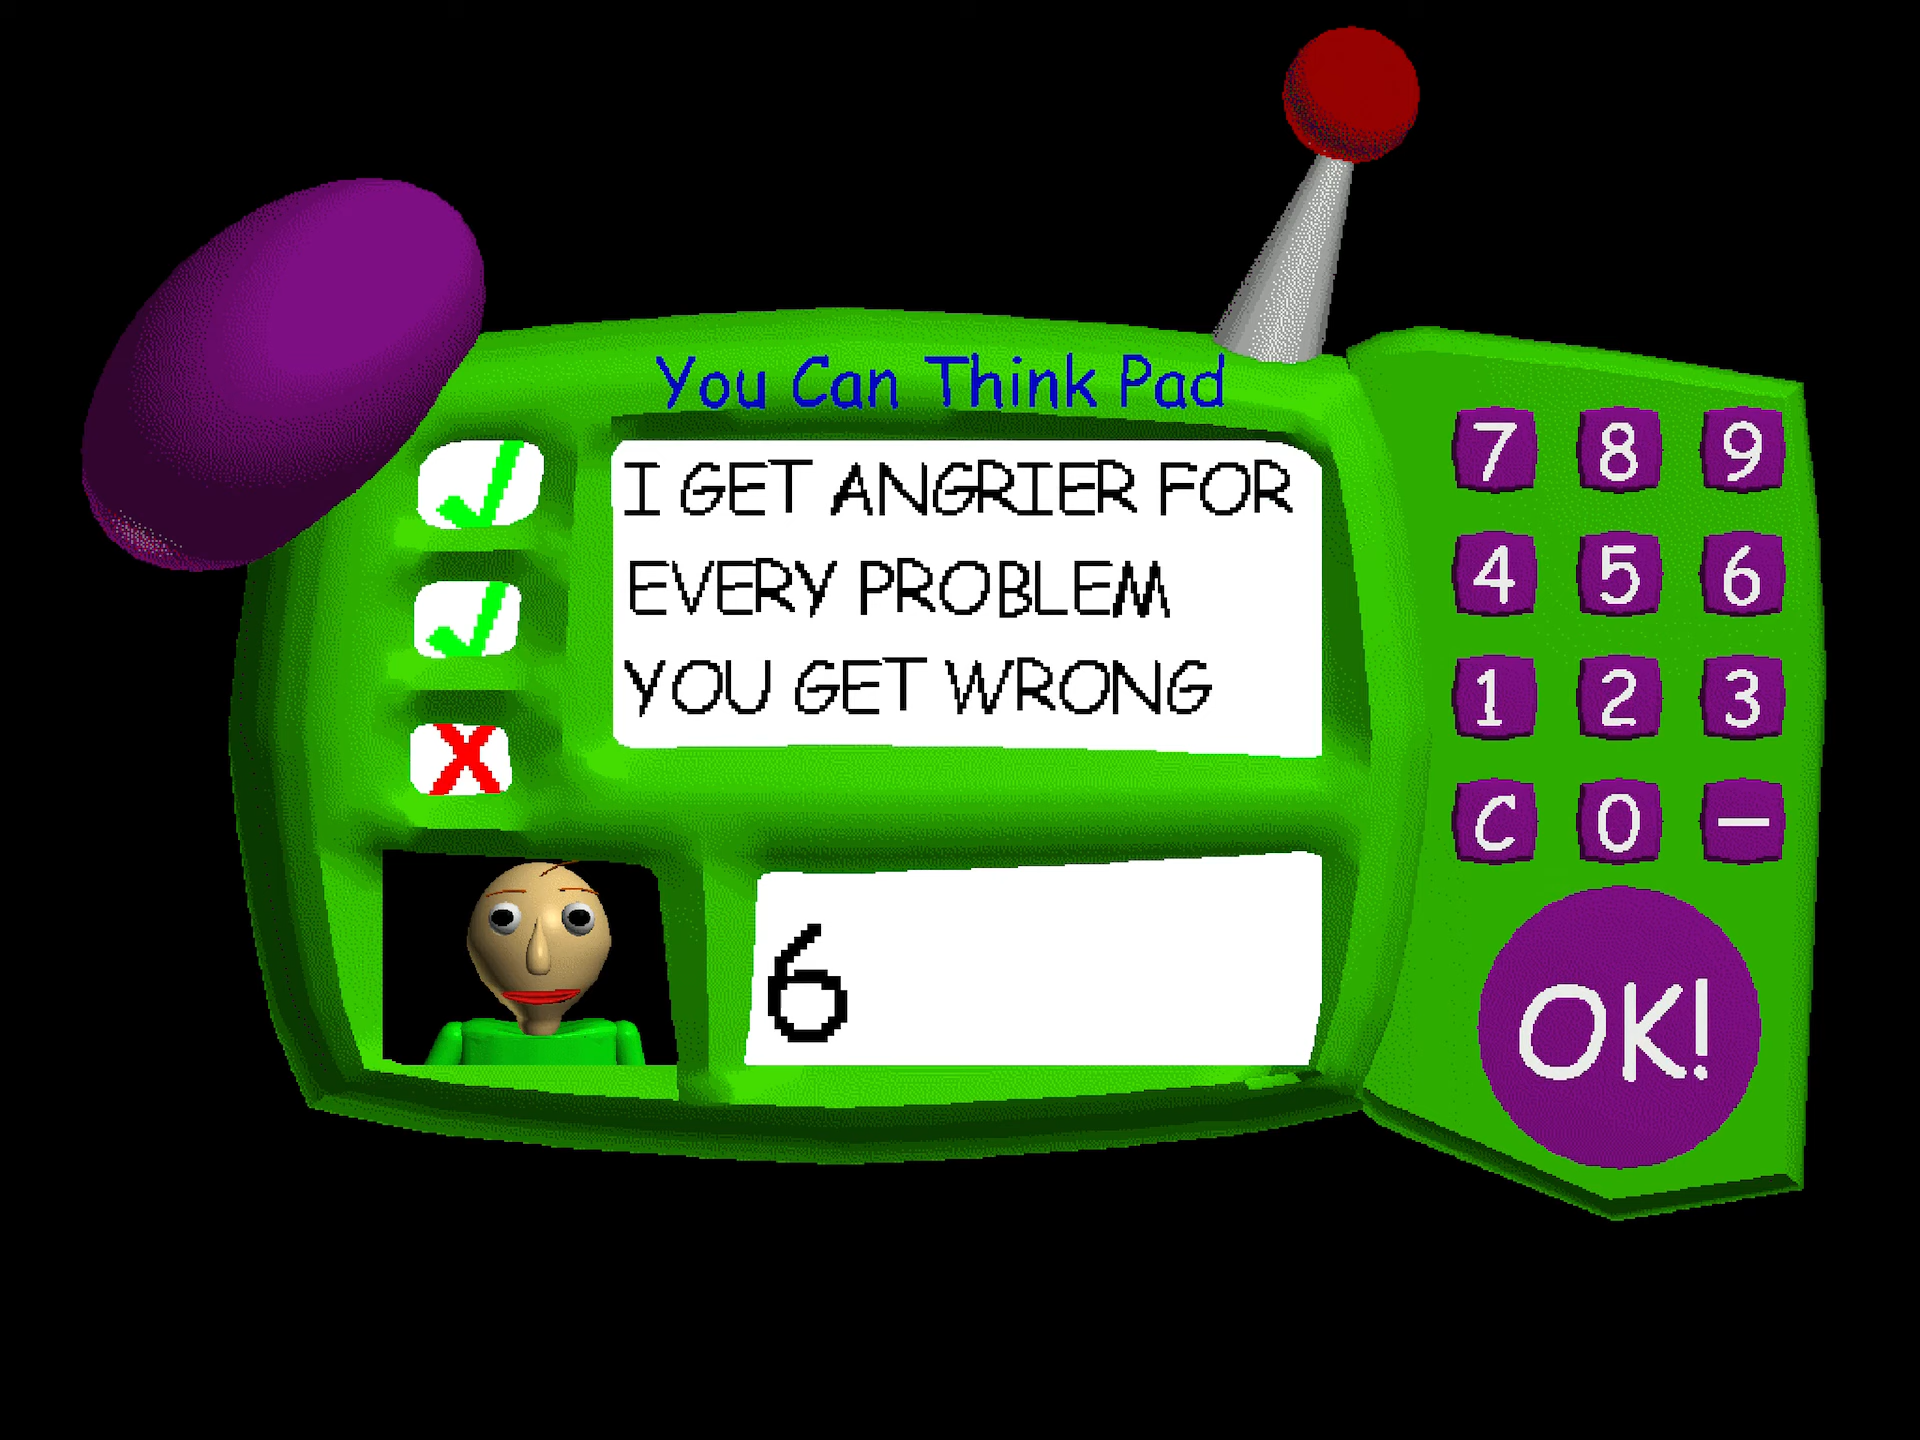 You Can Think Pad
I GET ANGRIER FOR
EVERY PROBLEM
YOU GET WRONG
6
7 8 9
4 5 6
1 2 3
C 0 —
OK!